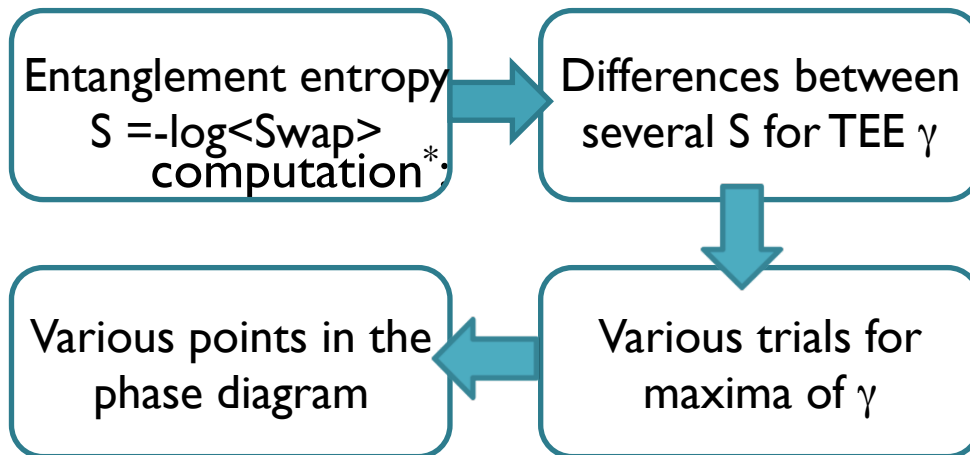 Entanglement entropy
S =-log<Swap>
computation*;
Differences between
several S for TEE γ
Various points in the
phase diagram
Various trials for
maxima of γ